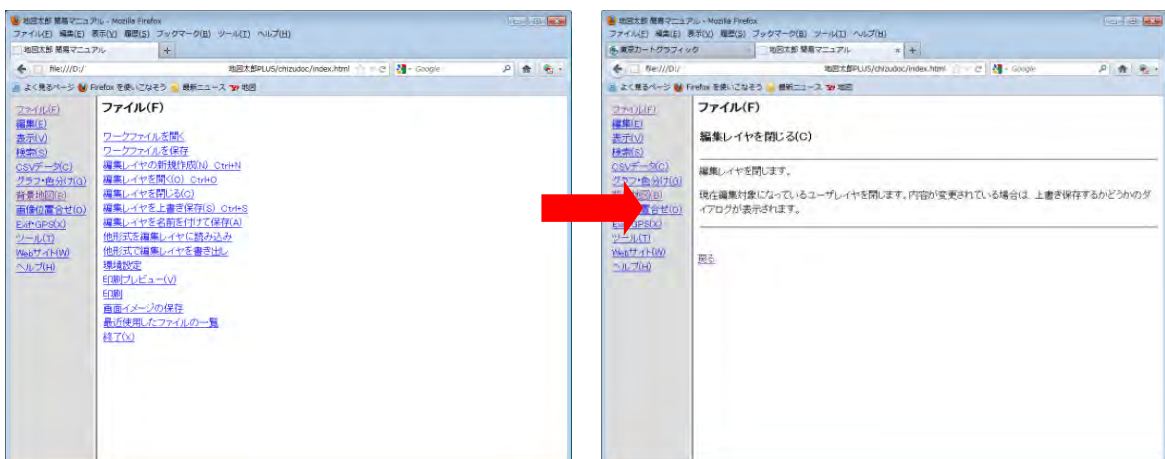 地図太郎 簡易マニュアル - Mozilla Firefox
ファイル(F) 編集(E) 表示(V) 履歴(S) ブックマーク(B) ツール(T) ヘルプ(H)
地図太郎 簡易マニュアル +
file:///D:/ 地図太郎PLUS/chizudoc/index.html Google
よく見るページ Firefox を使いこなそう 最新ニュース 地図
ファイル(F)
編集(E)
表示(V)
検索(S)
CSVデータ(C)
グラフ・色分け(G)
背景地図(B)
画像位置合せ(O)
Exif・GPS(X)
ツール(T)
Webサイト(W)
ヘルプ(H)
ファイル(F)
ワークファイルを開く
ワークファイルを保存
編集レイヤの新規作成(N) Ctrl+N
編集レイヤを開く(O) Ctrl+O
編集レイヤを閉じる(C)
編集レイヤを上書き保存(S) Ctrl+S
編集レイヤを名前を付けて保存(A)
他形式を編集レイヤに読み込み
他形式で編集レイヤを書き出し
環境設定
印刷プレビュー(V)
印刷
画面イメージの保存
最近使用したファイルの一覧
終了(X)
地図太郎 簡易マニュアル - Mozilla Firefox
ファイル(F) 編集(E) 表示(V) 履歴(S) ブックマーク(B) ツール(T) ヘルプ(H)
東京カートグラフィック 地図太郎 簡易マニュアル × +
file:///D:/ 地図太郎PLUS/chizudoc/index.html Google
よく見るページ Firefox を使いこなそう 最新ニュース 地図
ファイル(F)
編集(E)
表示(V)
検索(S)
CSVデータ(C)
グラフ・色分け(G)
地図(B)
置合せ(O)
Exif・GPS(X)
ツール(T)
Webサイト(W)
ヘルプ(H)
ファイル(F)
編集レイヤを閉じる(C)
編集レイヤを閉じます。
現在編集対象になっているユーザレイヤを閉じます。内容が変更されている場合は、上書き保存するかどうかのダ
イアログが表示されます。
戻る